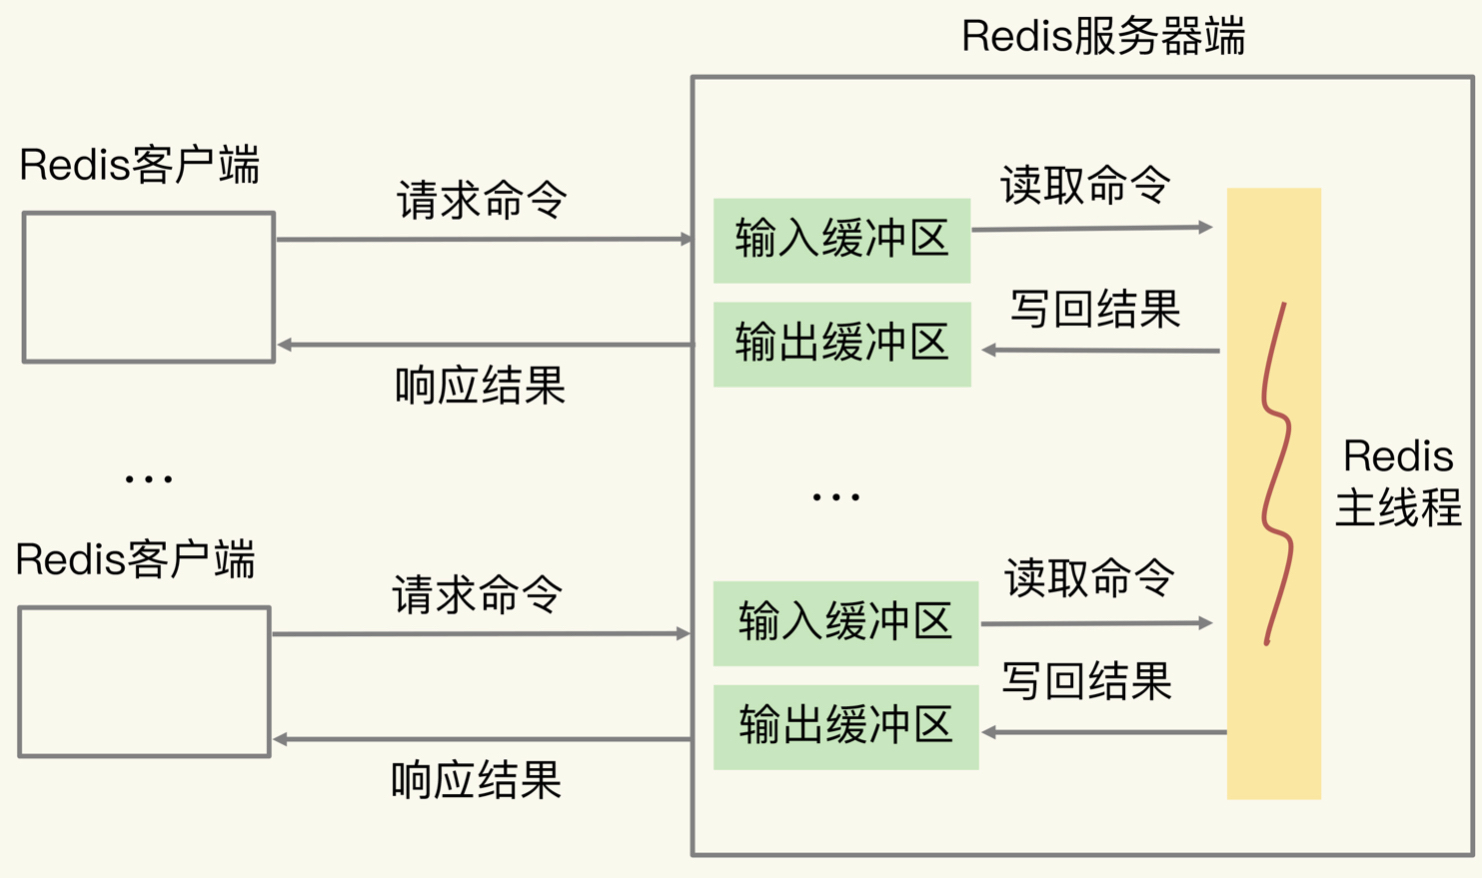 Redis服务器端
Redis客户端
请求命令
输入缓冲区
读取命令
输出缓冲区
写回结果
响应结果
...
...
Redis
主线程
Redis客户端
请求命令
输入缓冲区
读取命令
输出缓冲区
写回结果
响应结果